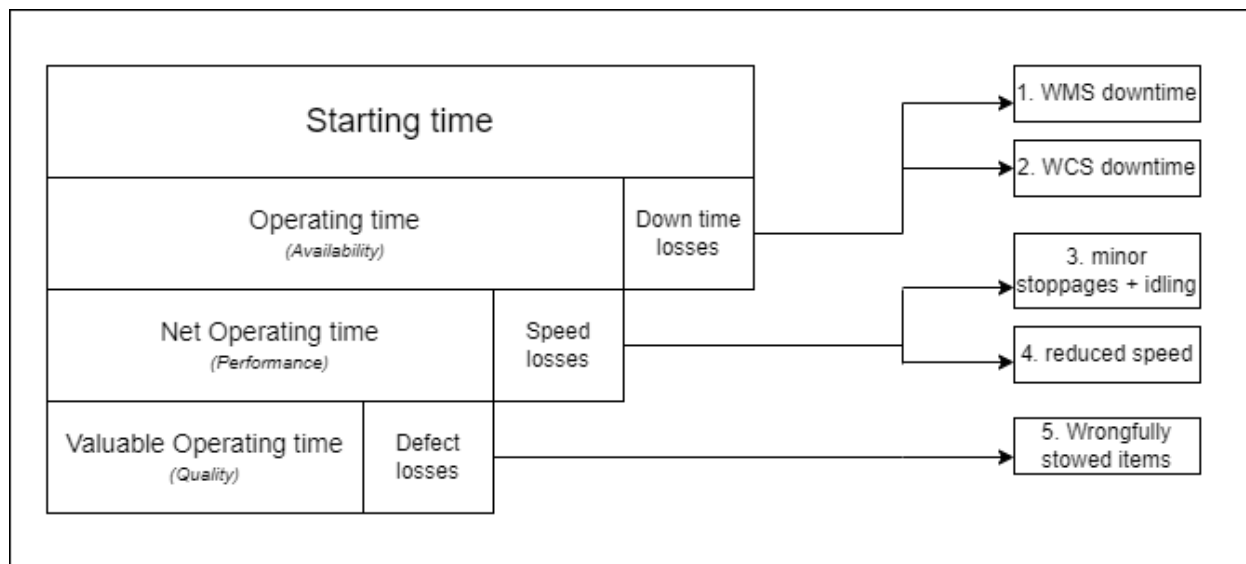 Starting time
1. WMS downtime
2. WCS downtime
Operating time
(Availability)
Down time
losses
3. minor
stoppages + idling
Net Operating time
(Performance)
Speed
losses
4. reduced speed
Valuable Operating time
(Quality)
Defect
losses
5. Wrongfully
stowed items